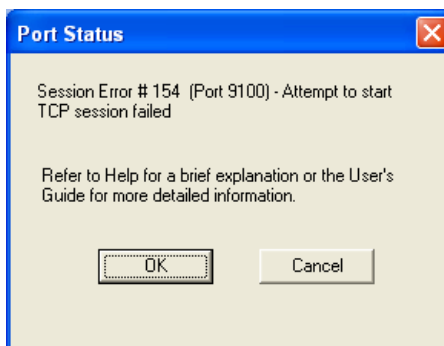 Port Status
Session Error # 154 (Port 9100) - Attempt to start
TCP session failed
Refer to Help for a brief explanation or the User's
Guide for more detailed information.
OK
Cancel